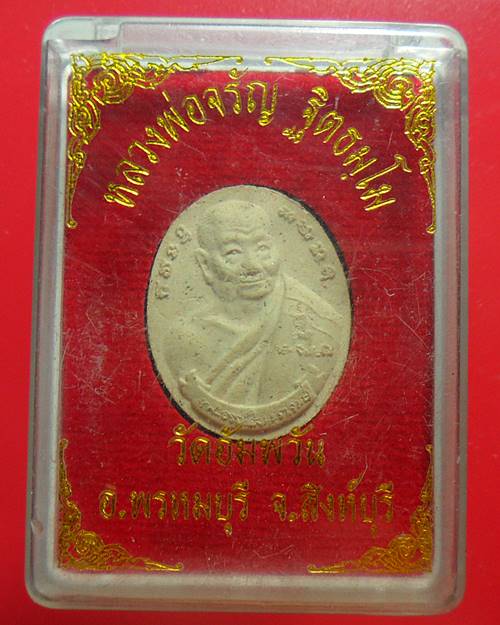 หลวงพ่อจรัญ ฐิตธมฺโม
วัดอัมพวัน
อ.พรหมบุรี จ.สิงห์บุรี